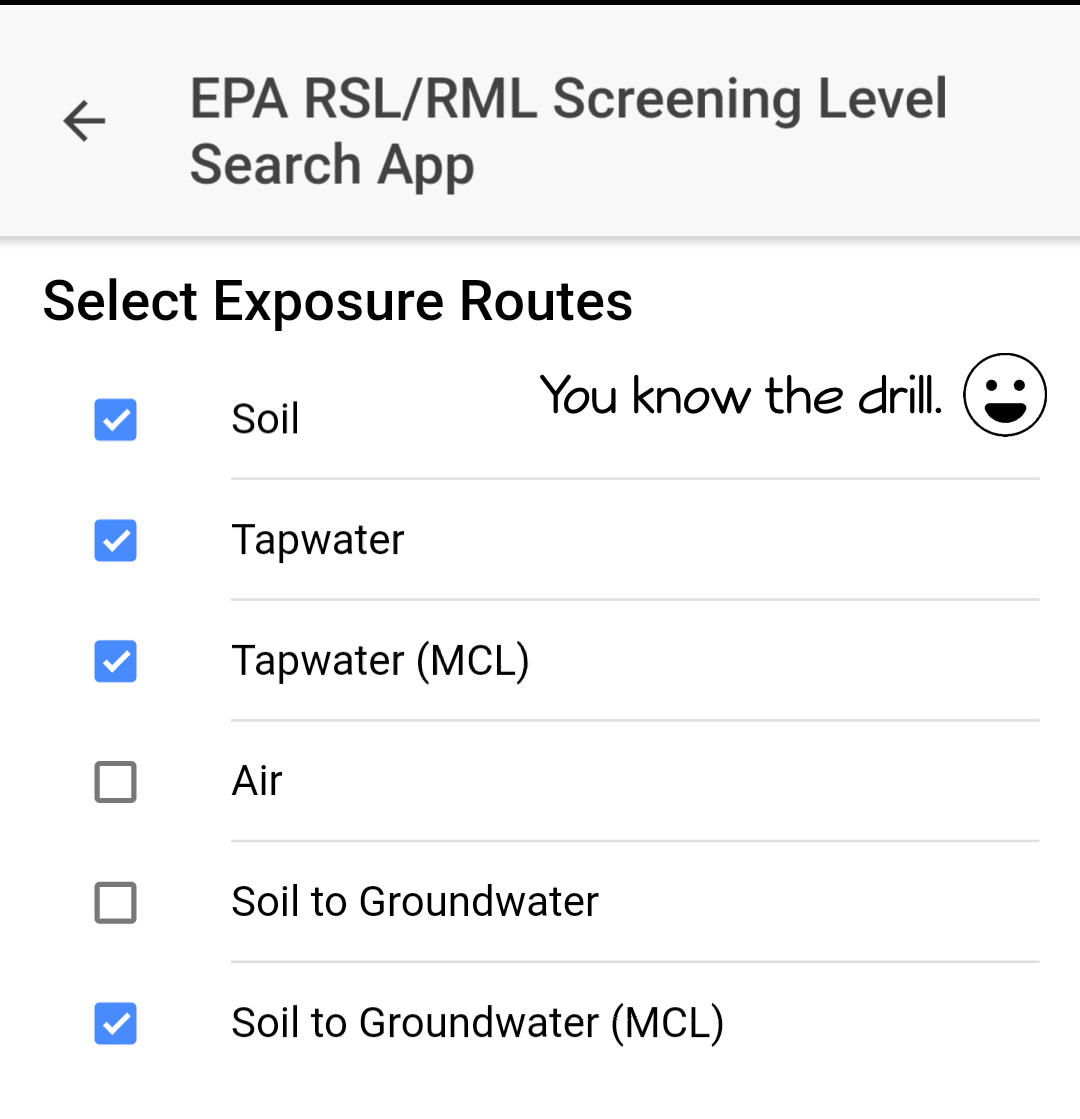 EPA RSL/RML Screening Level
Search App
Select Exposure Routes
You know the drill.
Soil
Tapwater
Tapwater (MCL)
Air
Soil to Groundwater
Soil to Groundwater (MCL)